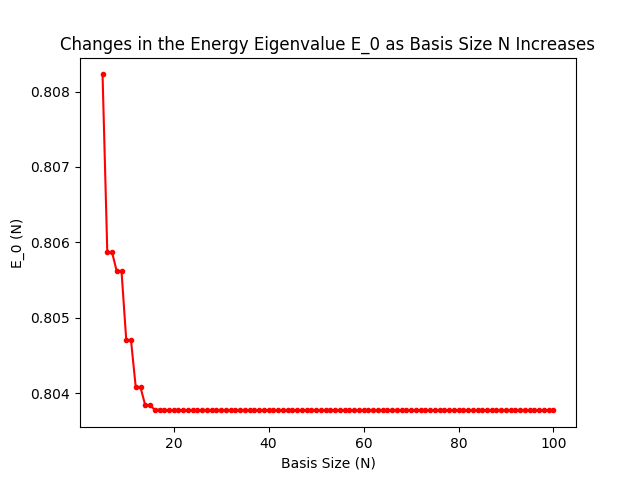 Changes in the Energy Eigenvalue E_0 as Basis Size N Increases
0.808
0.807
0.806
0.805
0.804
E_0 (N)
20 40 60 80 100
Basis Size (N)